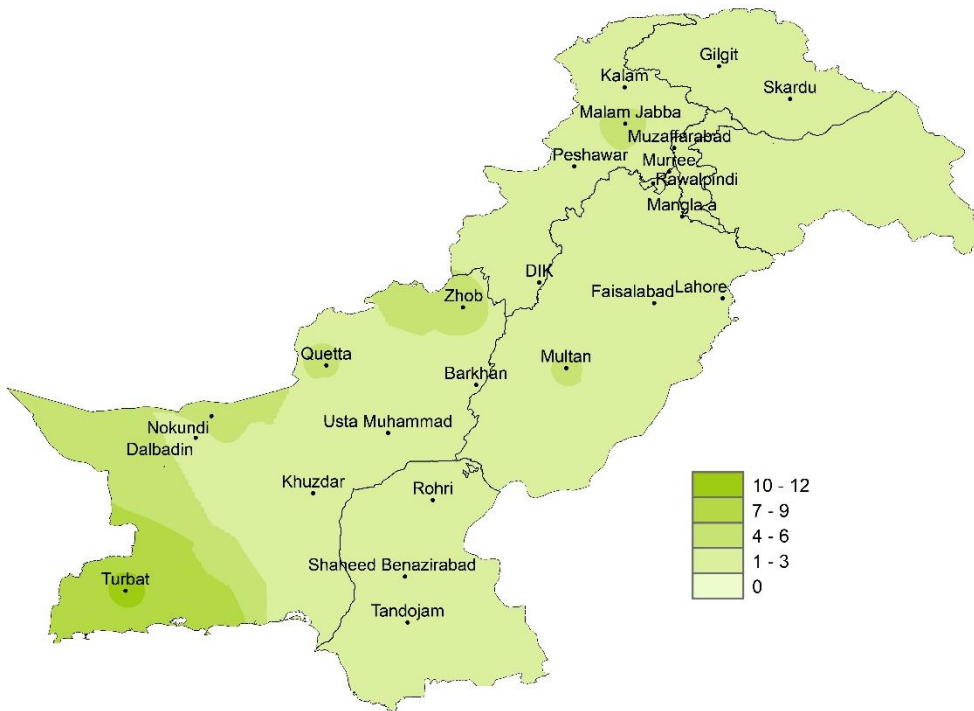 Gilgit
Kalam
Skardu
Malam Jabba
Muzaffarabad
Peshawar
Murree
Rawalpindi
Mangla a
DIK
Zhob
Faisalabad
Lahore
Quetta
Multan
Barkhan
Nokundi
Usta Muhammad
Dalbadin
Khuzdar
Rohri
Shaheed Benazirabad
Turbat
Tandojam
10 - 12
7 - 9
4 - 6
1 - 3
0